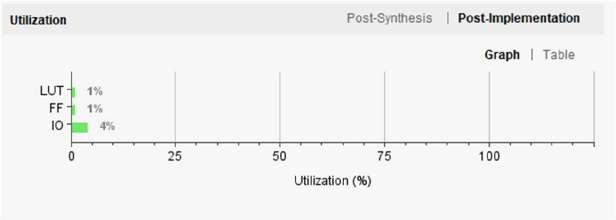 Utilization Post-Synthesis | Post-Implementation
Graph | Table
LUT 1%
FF 1%
IO 4%
0 25 50 75 100
Utilization (%)